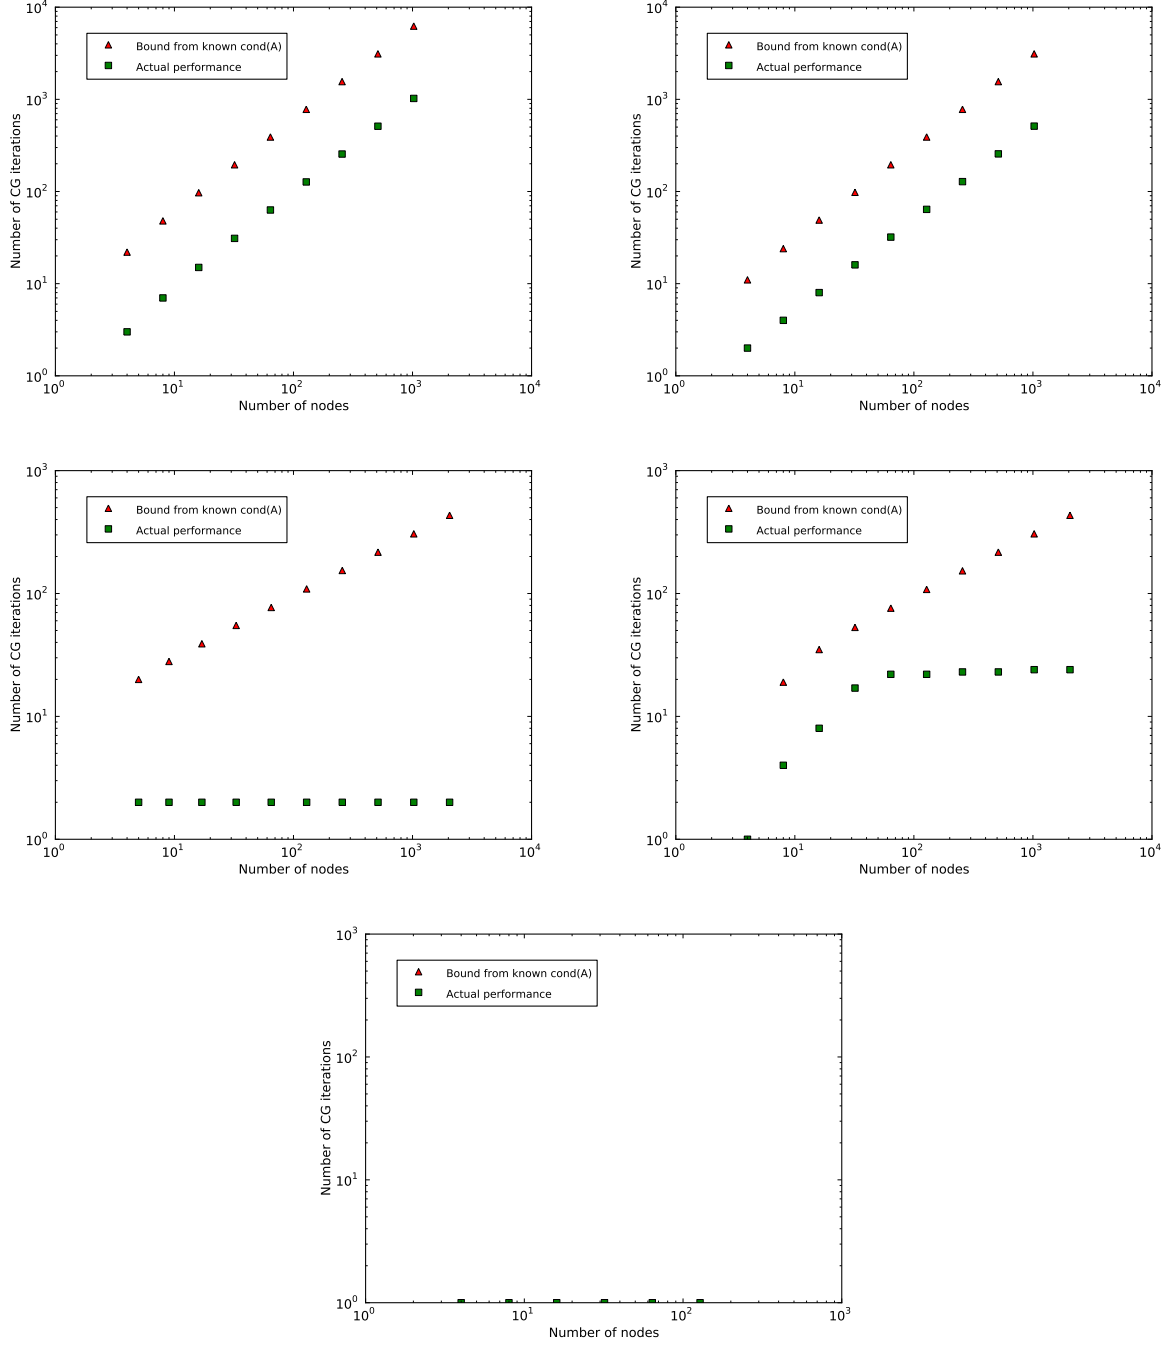 10^4
10^3
10^2
10^1
10^0
Number of CG iterations
Bound from known cond(A)
Actual performance
10^0 10^1 10^2 10^3 10^4
Number of nodes
10^4
10^3
10^2
10^1
10^0
Number of CG iterations
Bound from known cond(A)
Actual performance
10^0 10^1 10^2 10^3 10^4
Number of nodes
10^3
10^2
10^1
10^0
Number of CG iterations
Bound from known cond(A)
Actual performance
10^0 10^1 10^2 10^3 10^4
Number of nodes
10^3
10^2
10^1
10^0
Number of CG iterations
Bound from known cond(A)
Actual performance
10^0 10^1 10^2 10^3 10^4
Number of nodes
10^3
10^2
10^1
10^0
Number of CG iterations
Bound from known cond(A)
Actual performance
10^0 10^1 10^2 10^3
Number of nodes